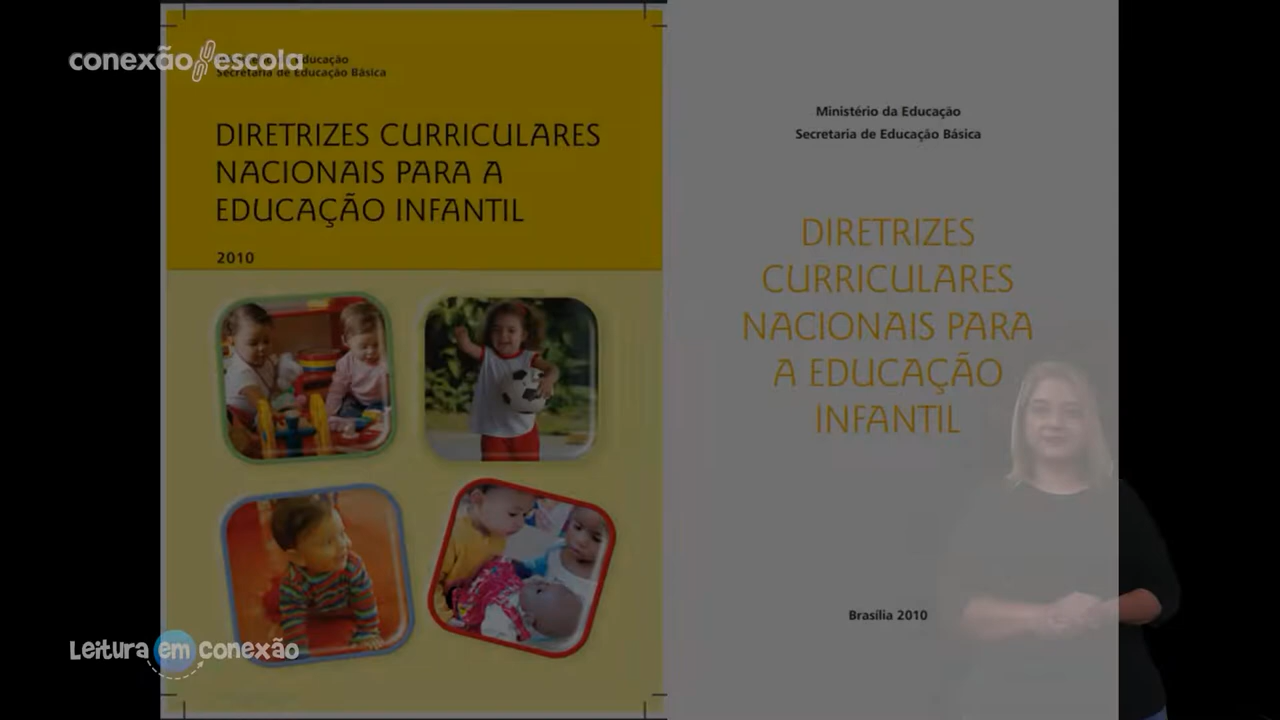 conexão escola
Educação
Secretaria de Educação Básica
DIRETRIZES CURRICULARES
NACIONAIS PARA A
EDUCAÇÃO INFANTIL
2010
Leitura em conexão
Ministério da Educação
Secretaria de Educação Básica
DIRETRIZES
CURRICULARES
NACIONAIS PARA
A EDUCAÇÃO
INFANTIL
Brasília 2010